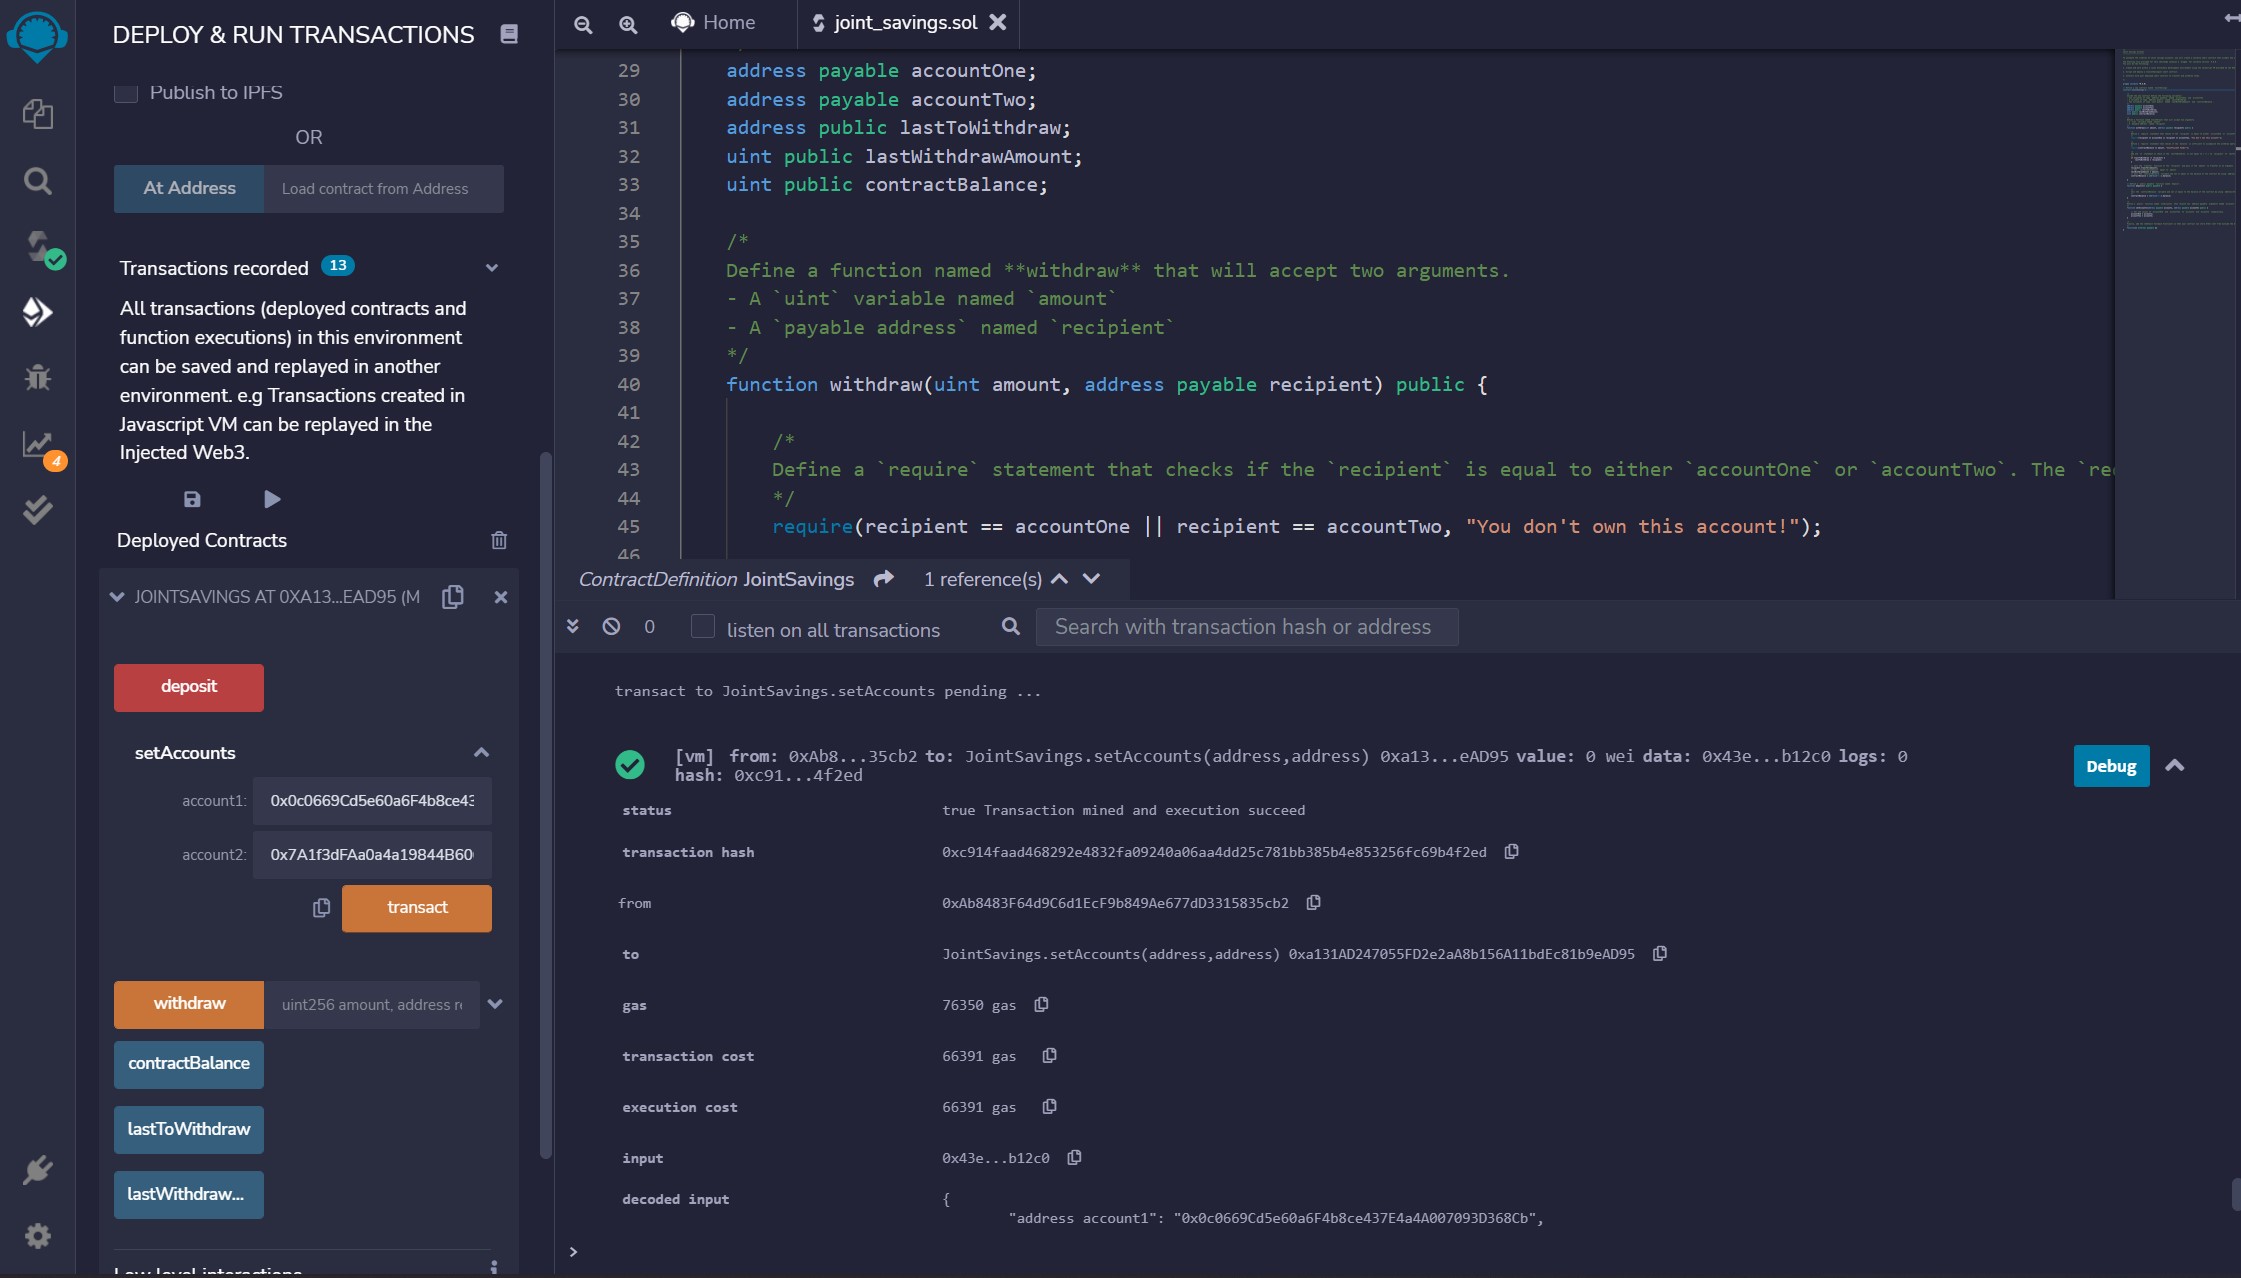 DEPLOY & RUN TRANSACTIONS
Publish to IPFS
OR
At Address
Load contract from Address
Transactions recorded 13
All transactions (deployed contracts and
function executions) in this environment
can be saved and replayed in another
environment. e.g Transactions created in
Javascript VM can be replayed in the
Injected Web3.
4
Deployed Contracts
JOINTSAVINGS AT 0XA13...EAD95 (M
deposit
setAccounts
account1: 0x0c0669Cd5e60a6F4b8ce43
account2: 0x7A1f3dFAa0a4a19844B60
transact
withdraw
uint256 amount, address re
contractBalance
lastToWithdraw
lastWithdraw...
Low level interactions
Home
joint_savings.sol
29 address payable accountOne;
30 address payable accountTwo;
31 address public lastToWithdraw;
32 uint public lastWithdrawAmount;
33 uint public contractBalance;
34
35 /*
36 Define a function named **withdraw** that will accept two arguments.
37 - A `uint` variable named `amount`
38 - A `payable address` named `recipient`
39 */
40 function withdraw(uint amount, address payable recipient) public {
41
42 /*
43 Define a `require` statement that checks if the `recipient` is equal to either `accountOne` or `accountTwo`. The `re
44 */
45 require(recipient == accountOne || recipient == accountTwo, "You don't own this account!");
46
ContractDefinition JointSavings 1 reference(s)
0 listen on all transactions
Search with transaction hash or address
transact to JointSavings.setAccounts pending ...
[vm] from: 0xAb8...35cb2 to: JointSavings.setAccounts(address,address) 0xa13...eAD95 value: 0 wei data: 0x43e...b12c0 logs: 0
hash: 0xc91...4f2ed
Debug
status true Transaction mined and execution succeed
transaction hash 0xc914faad468292e4832fa09240a06aa4dd25c781bb385b4e853256fc69b4f2ed
from 0xAb8483F64d9C6d1EcF9b849Ae677dD3315835cb2
to JointSavings.setAccounts(address,address) 0xa131AD247055FD2e2aA8b156A11bdEc81b9eAD95
gas 76350 gas
transaction cost 66391 gas
execution cost 66391 gas
input 0x43e...b12c0
decoded input {
"address account1": "0x0c0669Cd5e60a6F4b8ce437E4a4A007093D368Cb",
>